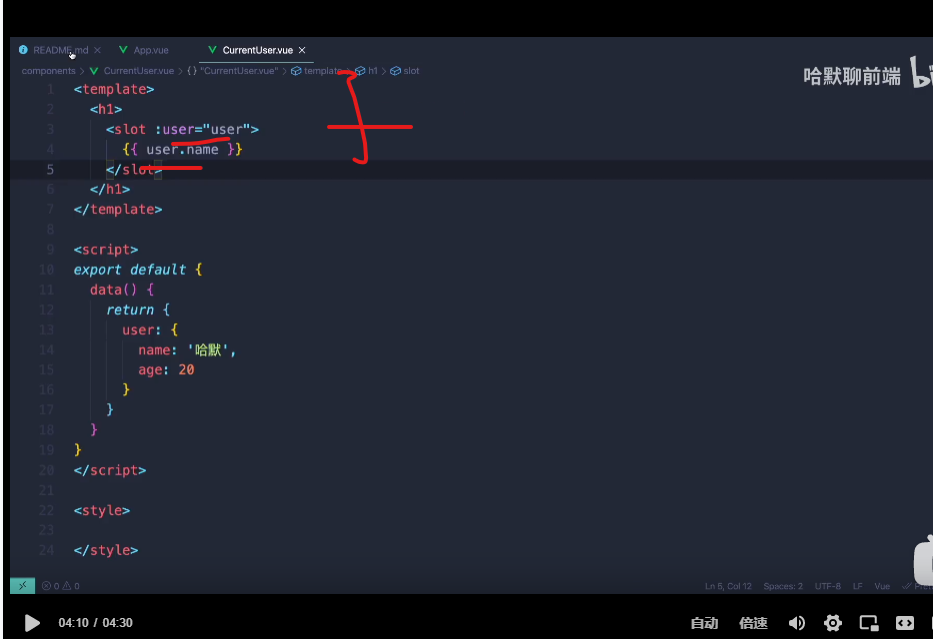 README.md × App.vue CurrentUser.vue ×
components > CurrentUser.vue > {} "CurrentUser.vue" > template > h1 > slot
哈默聊前端
1 <template>
2 <h1>
3 <slot :user="user">
4 {{ user.name }}
5 </slot>
6 </h1>
7 </template>
8
9 <script>
10 export default {
11 data() {
12 return {
13 user: {
14 name: '哈默',
15 age: 20
16 }
17 }
18 }
19 }
20 </script>
21
22 <style>
23
24 </style>
0 0 Ln 5, Col 12 Spaces: 2 UTF-8 LF Vue
04:10 / 04:30 自动 倍速